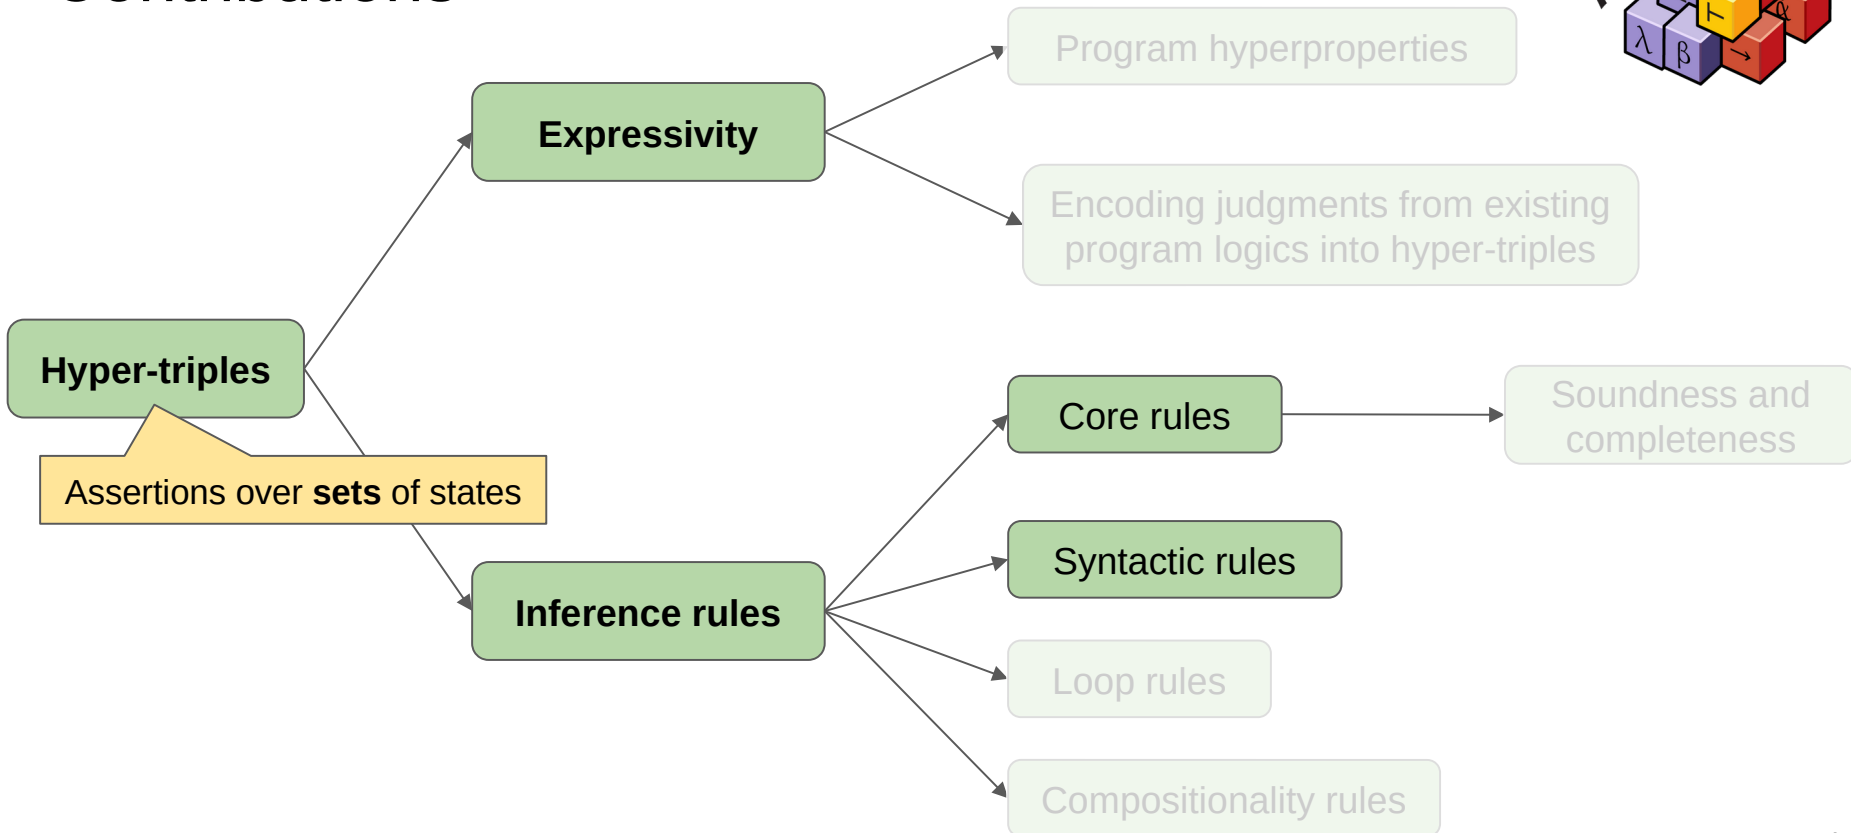 Contributions
Program hyperproperties
Expressivity
Encoding judgments from existing
program logics into hyper-triples
Hyper-triples
Core rules
Soundness and
completeness
Assertions over sets of states
Syntactic rules
Inference rules
Loop rules
Compositionality rules
λ
β
→
α